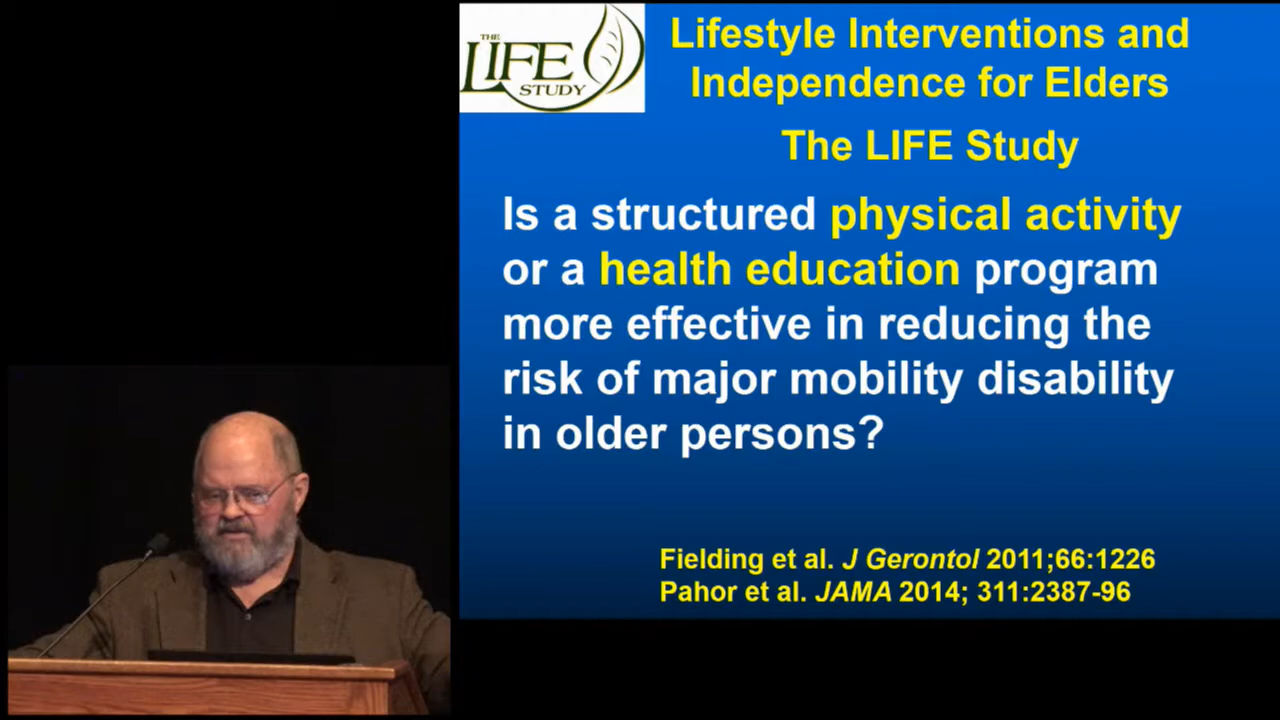 THE
LIFE
STUDY
Lifestyle Interventions and
Independence for Elders
The LIFE Study
Is a structured physical activity
or a health education program
more effective in reducing the
risk of major mobility disability
in older persons?
Fielding et al. J Gerontol 2011;66:1226
Pahor et al. JAMA 2014; 311:2387-96